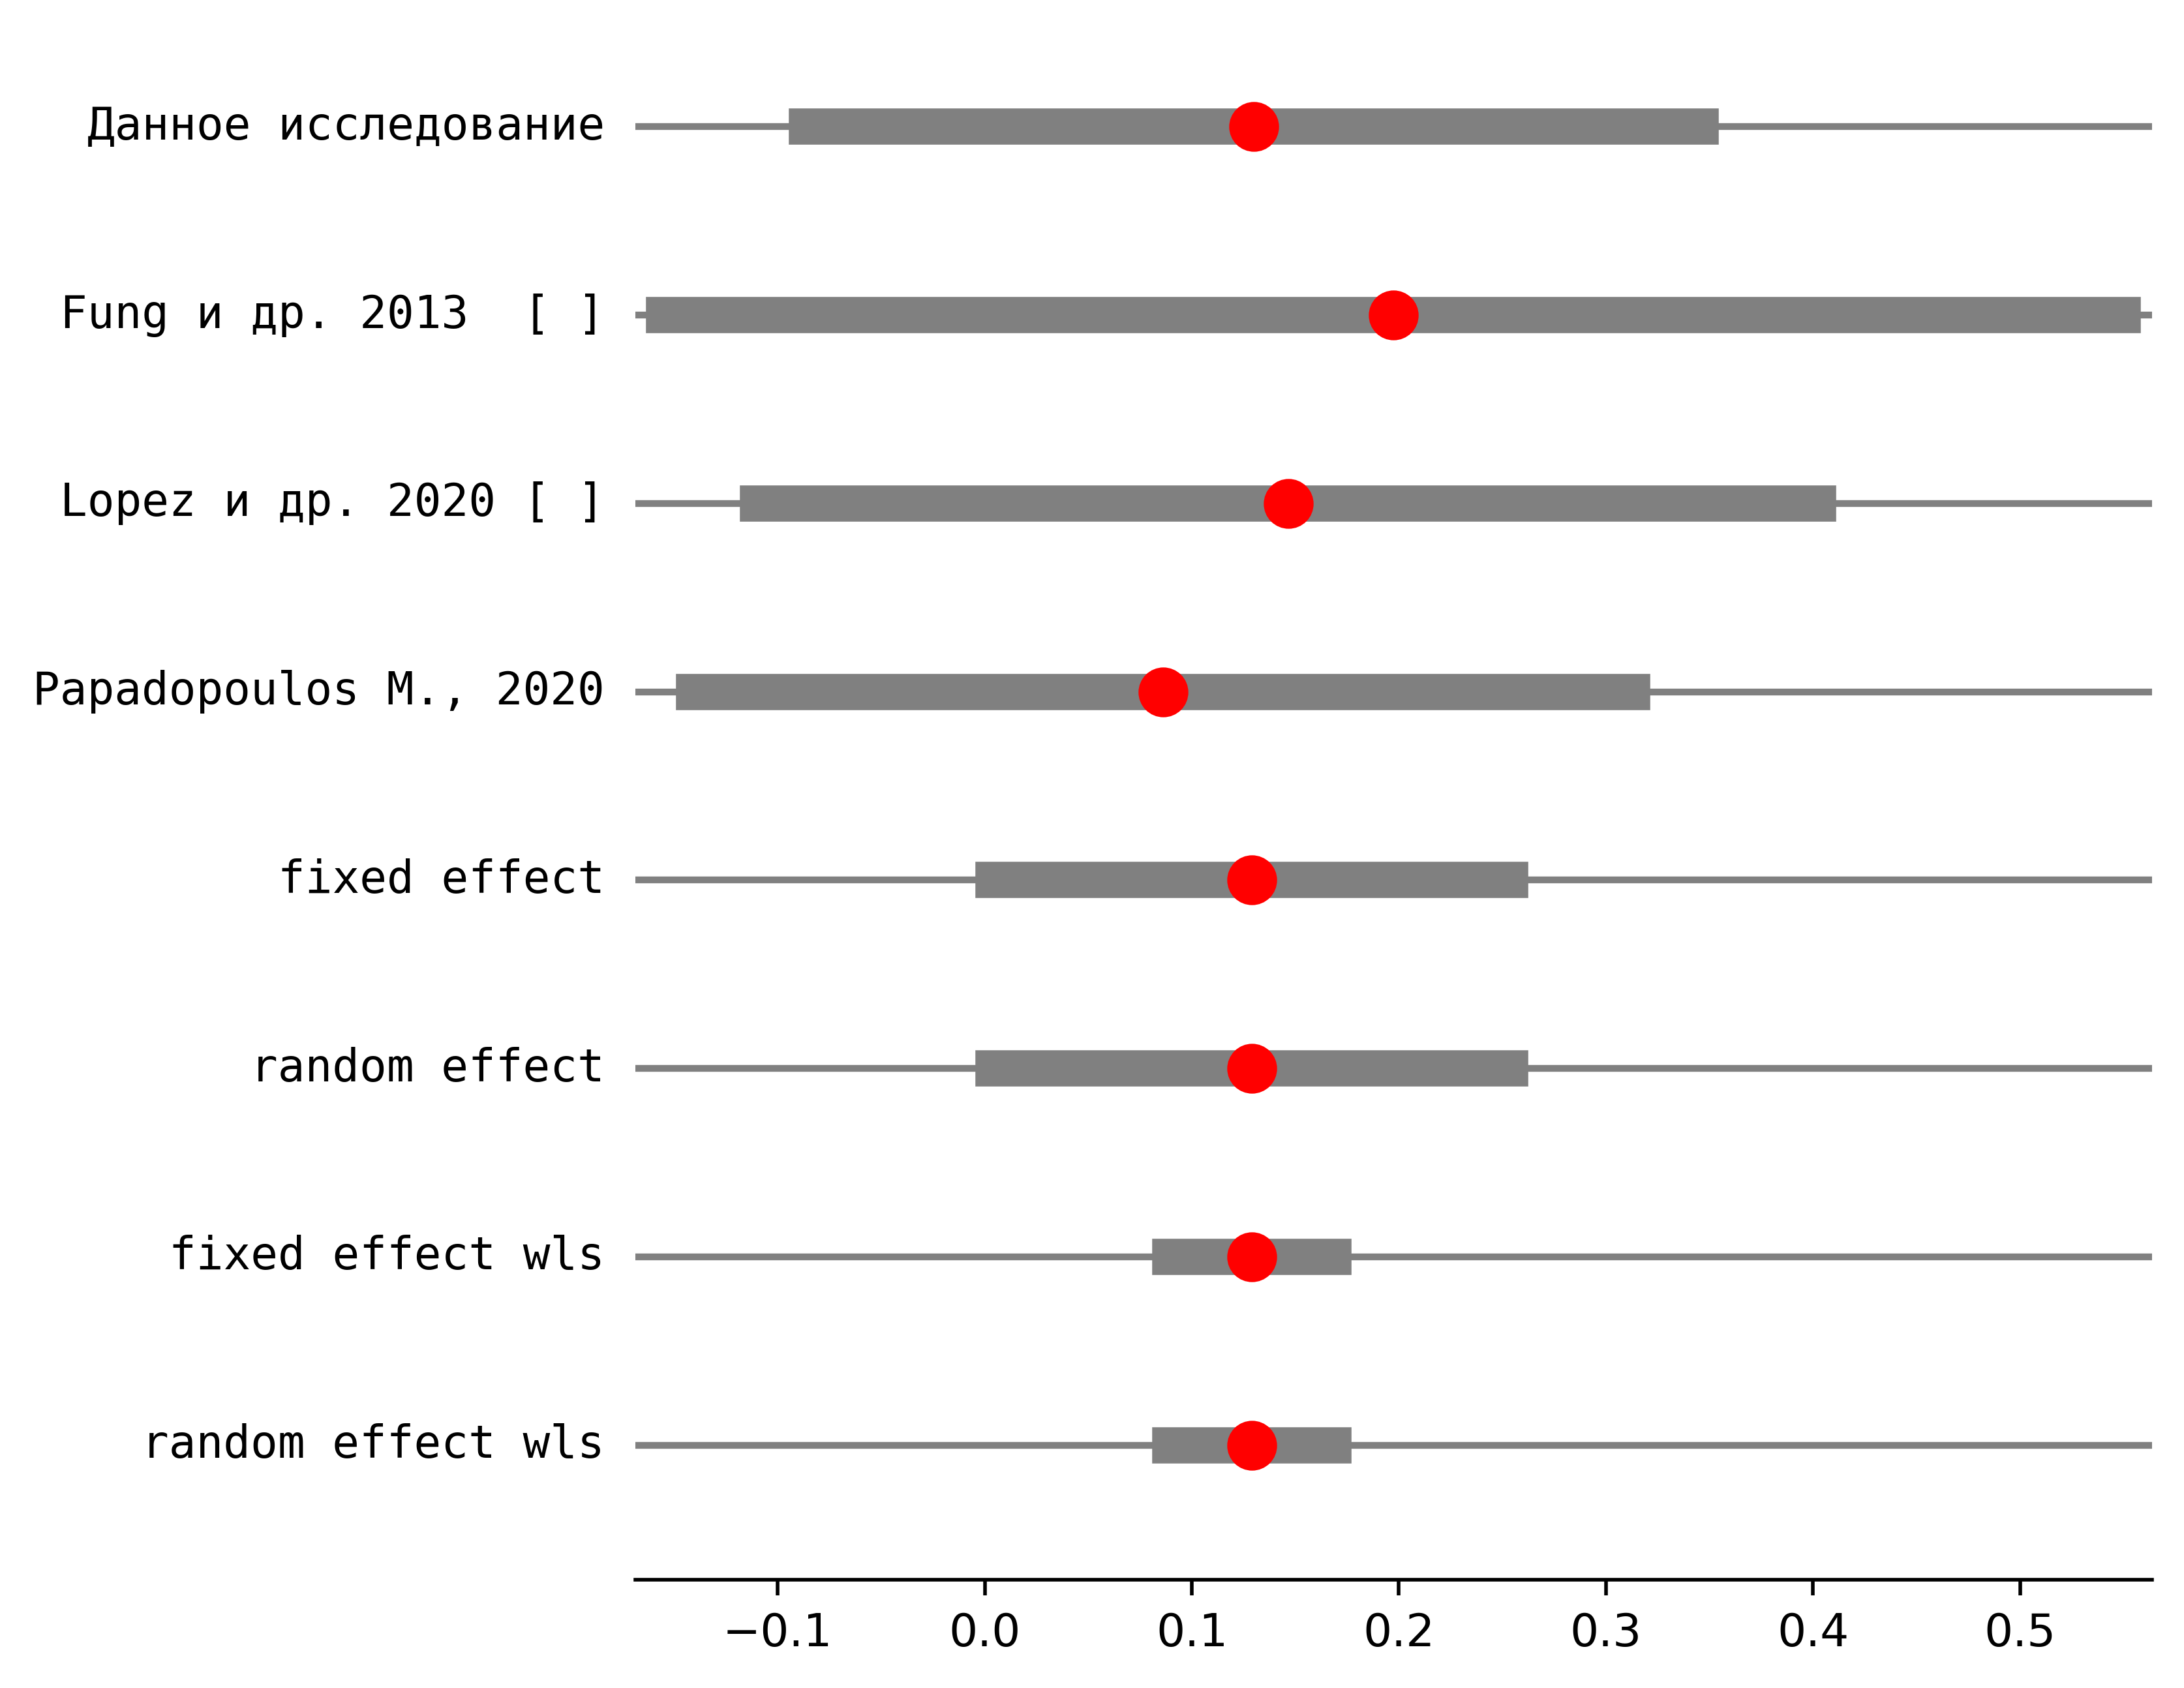 Данное исследование
Fung и др. 2013  [ ]
Lopez и др. 2020 [ ]
Papadopoulos M., 2020
fixed effect
random effect
fixed effect wls
random effect wls
−0.1 0.0 0.1 0.2 0.3 0.4 0.5